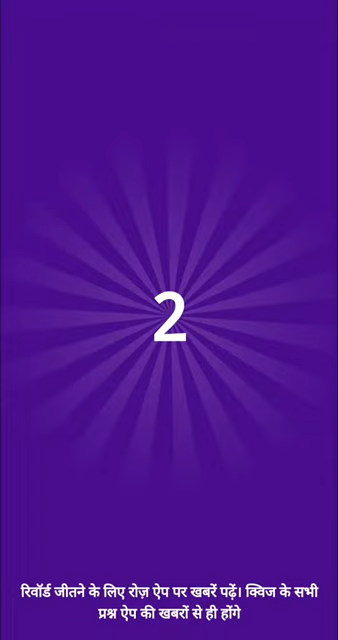 2
रिवॉर्ड जीतने के लिए रोज़ ऐप पर खबरें पढ़ें। क्विज के सभी
प्रश्न ऐप की खबरों से ही होंगे